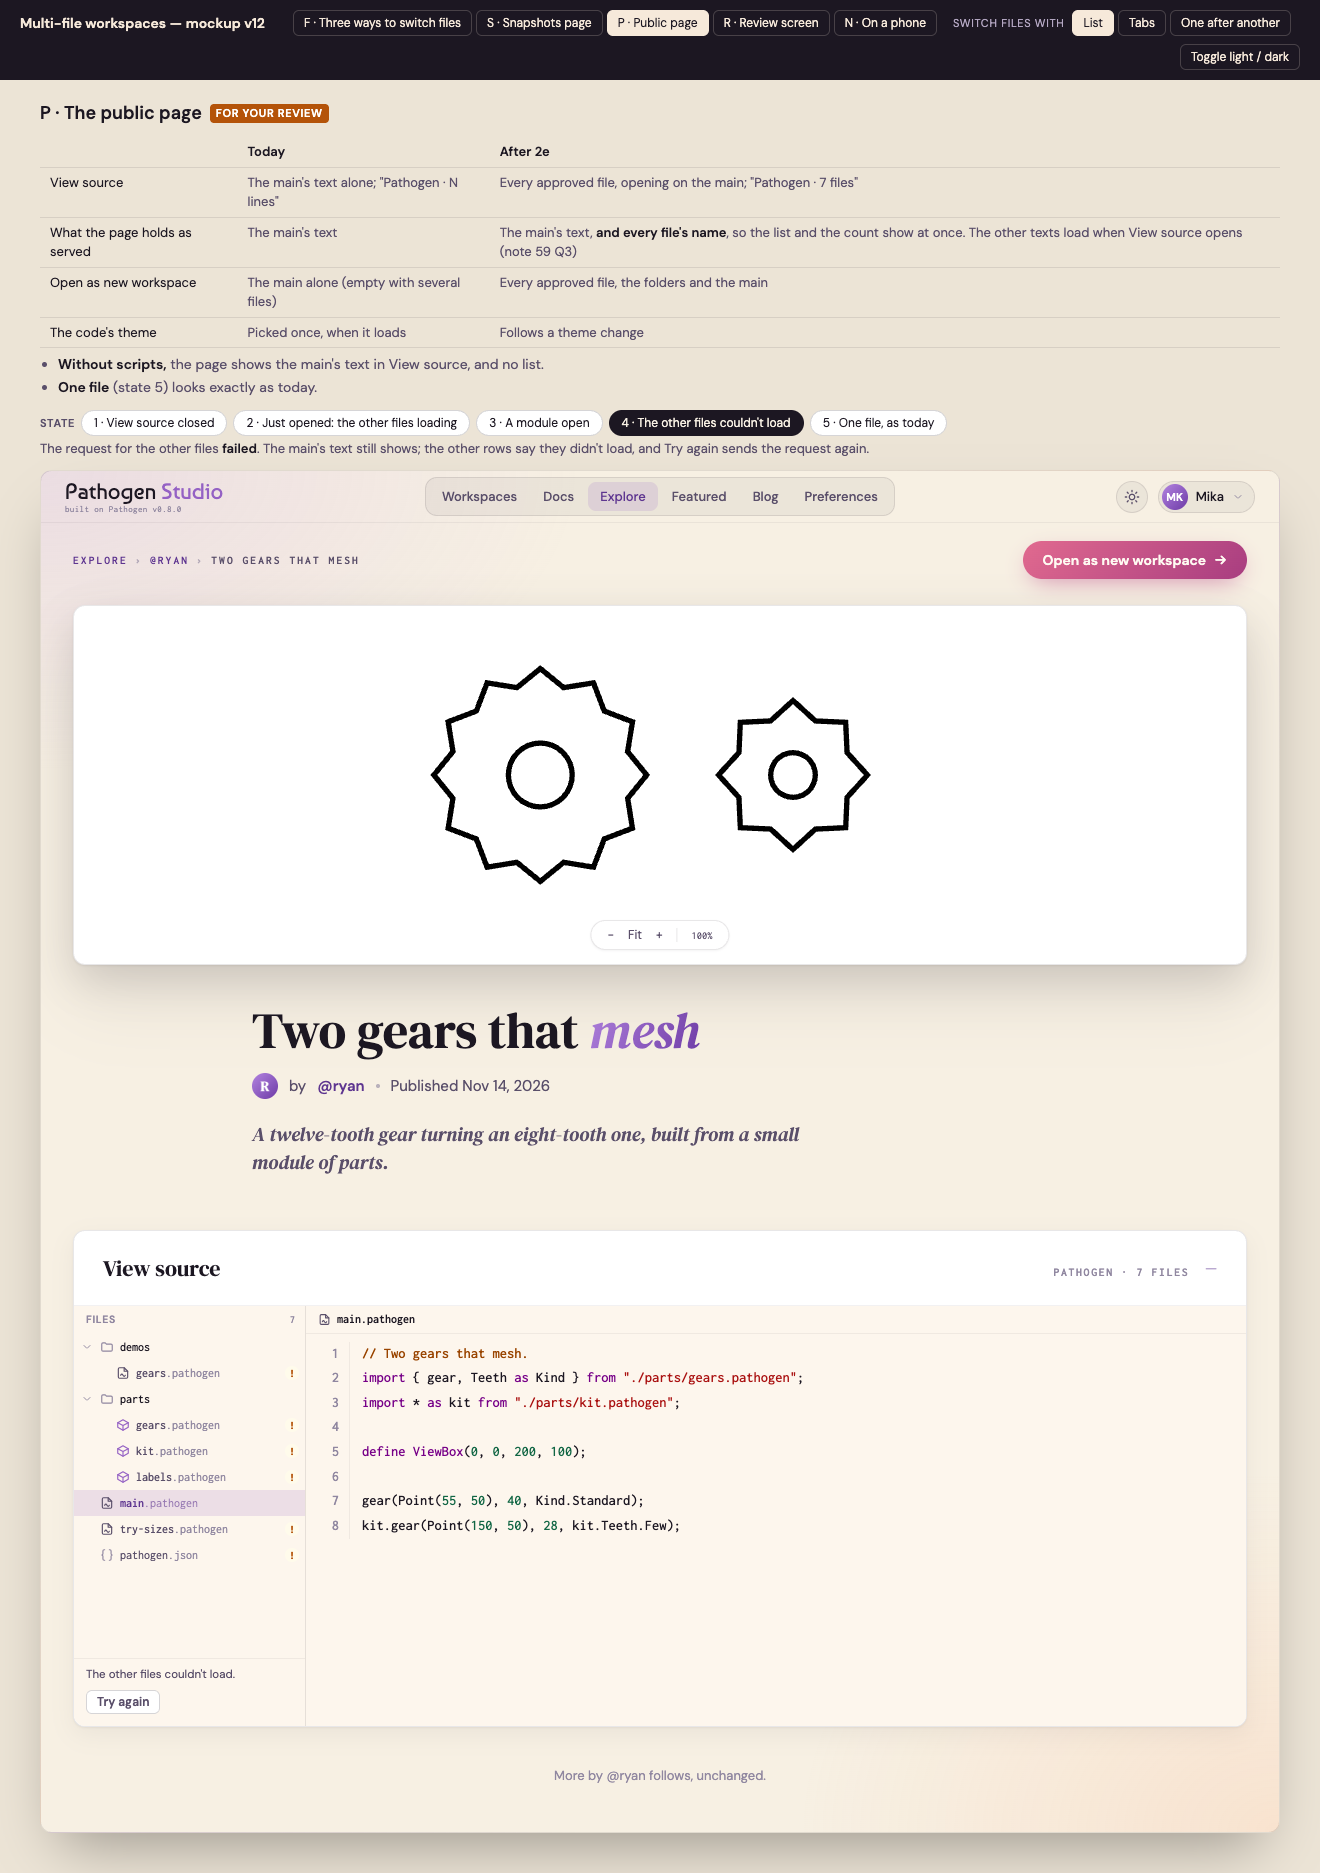 Multi-file workspaces — mockup v12
F · Three ways to switch files
S · Snapshots page
P · Public page
R · Review screen
N · On a phone
SWITCH FILES WITH
List
Tabs
One after another
Toggle light / dark
P · The public page
FOR YOUR REVIEW
Today
After 2e
View source
The main's text alone; "Pathogen · N lines"
Every approved file, opening on the main; "Pathogen · 7 files"
What the page holds as served
The main's text
The main's text, and every file's name, so the list and the count show at once. The other texts load when View source opens (note 59 Q3)
Open as new workspace
The main alone (empty with several files)
Every approved file, the folders and the main
The code's theme
Picked once, when it loads
Follows a theme change
• Without scripts, the page shows the main's text in View source, and no list.
• One file (state 5) looks exactly as today.
STATE
1 · View source closed
2 · Just opened: the other files loading
3 · A module open
4 · The other files couldn't load
5 · One file, as today
The request for the other files failed. The main's text still shows; the other rows say they didn't load, and Try again sends the request again.
Pathogen Studio
built on Pathogen v0.8.0
Workspaces
Docs
Explore
Featured
Blog
Preferences
MK
Mika
EXPLORE › @RYAN › TWO GEARS THAT MESH
Open as new workspace →
− Fit + 100%
Two gears that mesh
R by @ryan • Published Nov 14, 2026
A twelve-tooth gear turning an eight-tooth one, built from a small
module of parts.
View source
PATHOGEN · 7 FILES —
FILES 7
demos
gears.pathogen !
parts
gears.pathogen !
kit.pathogen !
labels.pathogen !
main.pathogen
try-sizes.pathogen !
{} pathogen.json !
The other files couldn't load.
Try again
main.pathogen
1 // Two gears that mesh.
2 import { gear, Teeth as Kind } from "./parts/gears.pathogen";
3 import * as kit from "./parts/kit.pathogen";
4
5 define ViewBox(0, 0, 200, 100);
6
7 gear(Point(55, 50), 40, Kind.Standard);
8 kit.gear(Point(150, 50), 28, kit.Teeth.Few);
More by @ryan follows, unchanged.